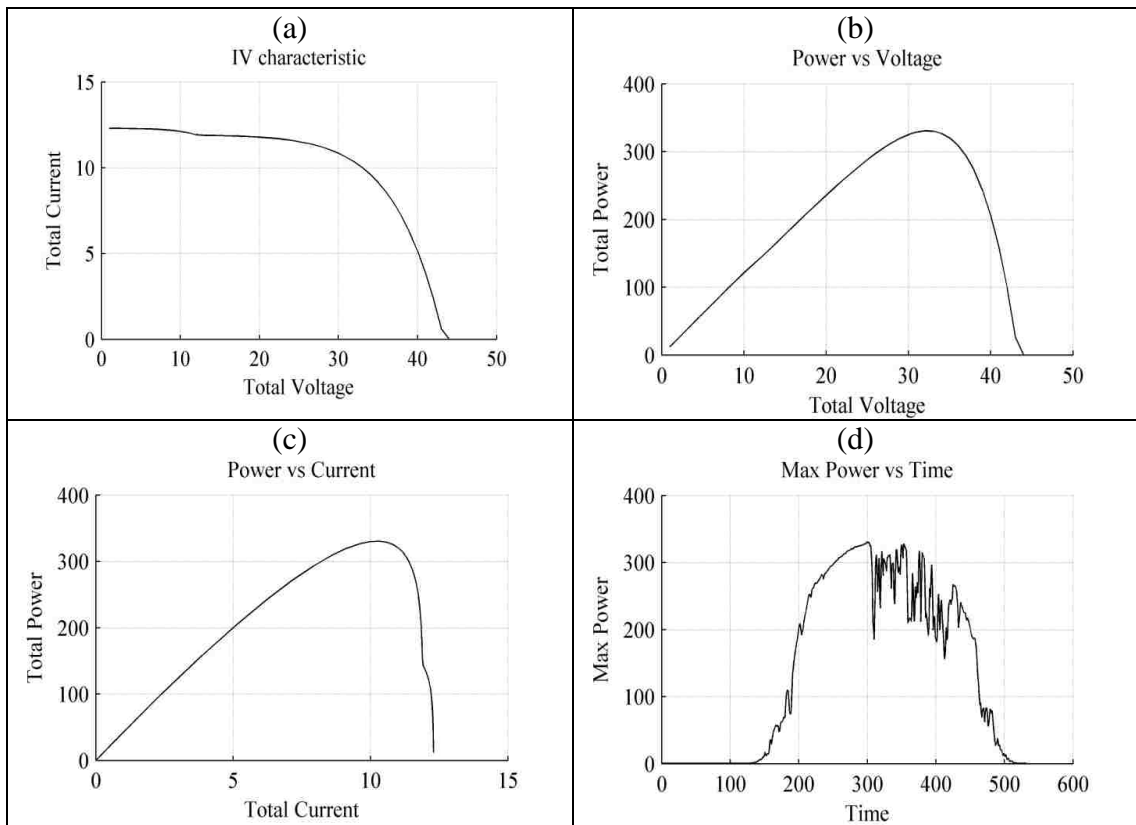 (a)
IV characteristic
15
10
5
0
0 10 20 30 40 50
Total Current
Total Voltage
(b)
Power vs Voltage
400
300
200
100
0
0 10 20 30 40 50
Total Power
Total Voltage
(c)
Power vs Current
400
300
200
100
0
0 5 10 15
Total Power
Total Current
(d)
Max Power vs Time
400
300
200
100
0
0 100 200 300 400 500 600
Max Power
Time